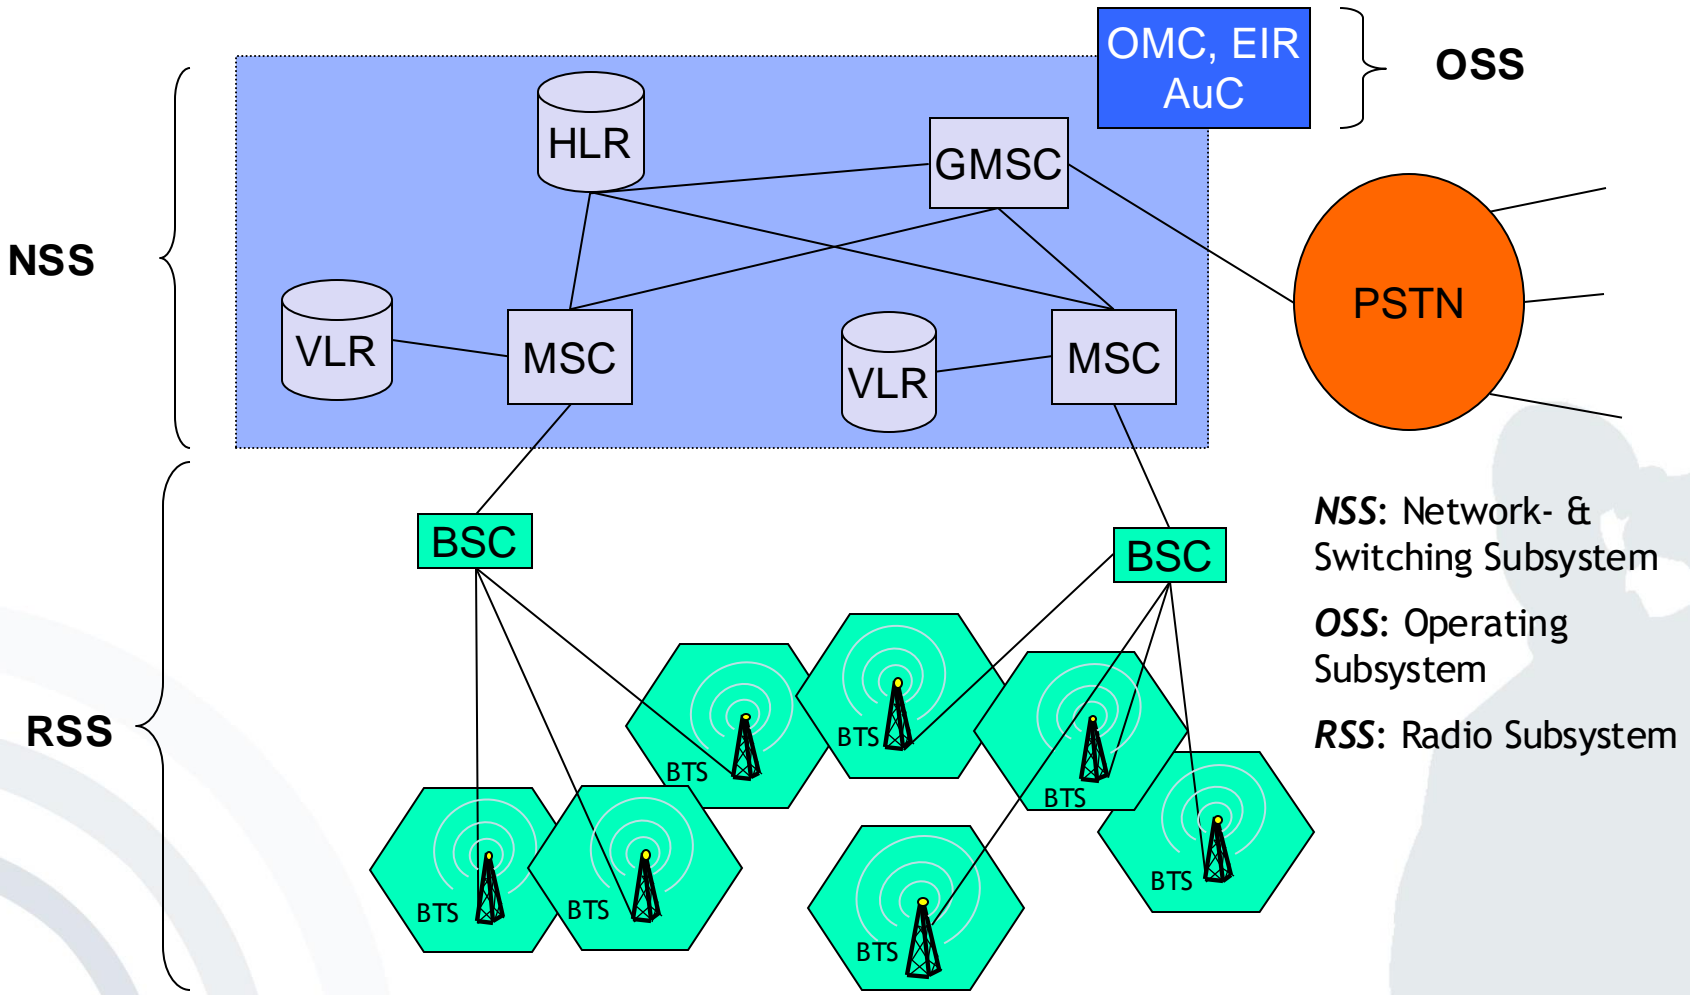 OMC, EIR
AuC
OSS
HLR
GMSC
NSS
PSTN
VLR
MSC
VLR
MSC
BSC
BSC
NSS: Network- &
Switching Subsystem
OSS: Operating
Subsystem
RSS: Radio Subsystem
RSS
BTS
BTS
BTS
BTS
BTS
BTS
BTS